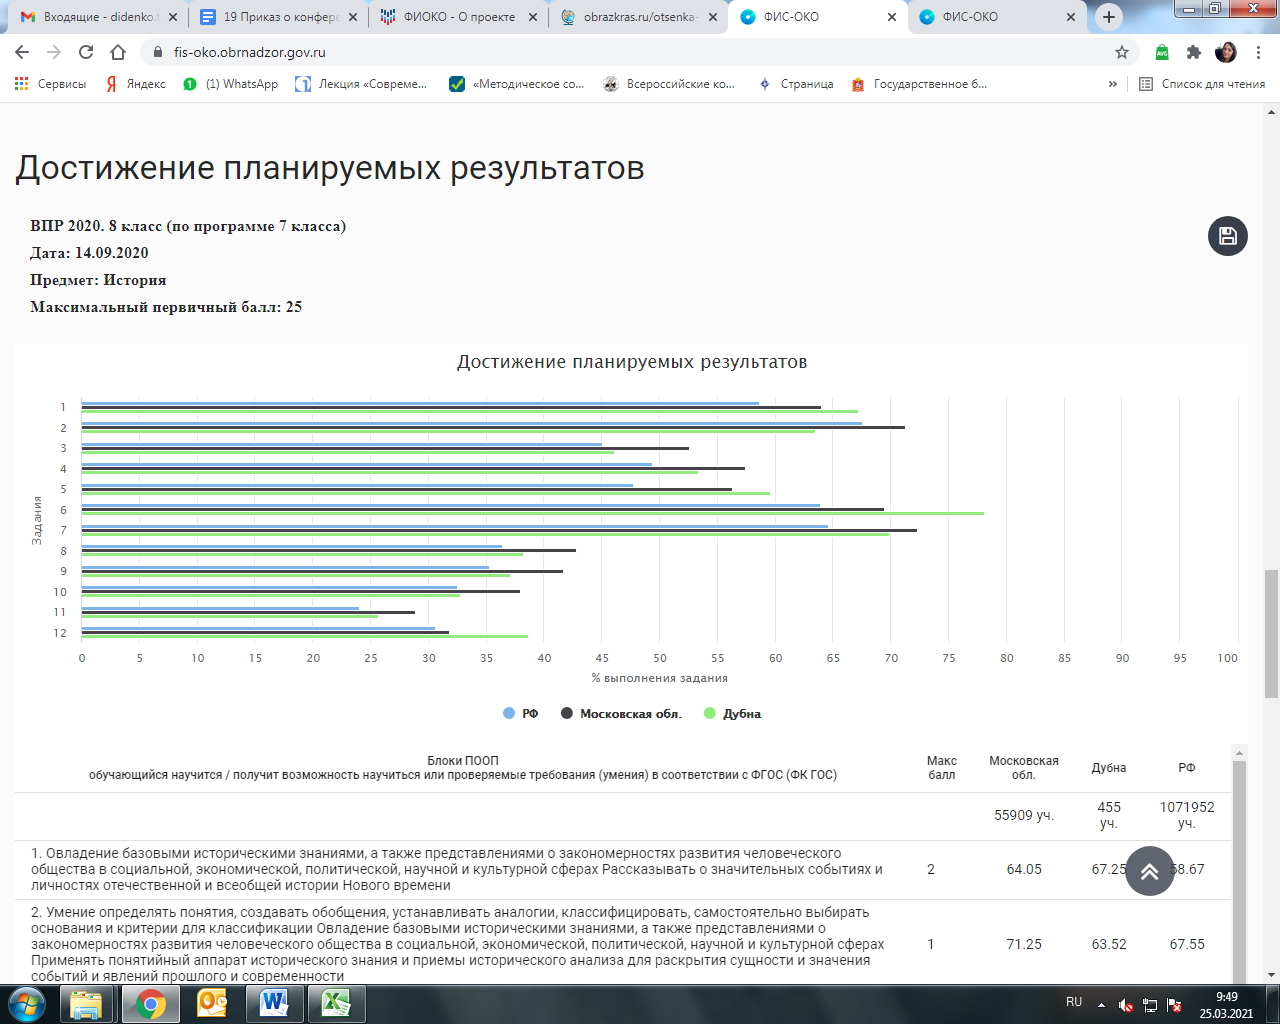 Входящие - didenko.
19 Приказ о конфере
ФИОКО - О проекте
obrazkras.ru/otsenka-
ФИС-ОКО
ФИС-ОКО
fis-oko.obrnadzor.gov.ru
AVG
Сервисы
Яндекс
(1) WhatsApp
Лекция «Совреме...
«Методическое со...
Всероссийские ко...
Страница
Государственное б...
»
Список для чтения
Достижение планируемых результатов
ВПР 2020. 8 класс (по программе 7 класса)
Дата: 14.09.2020
Предмет: История
Максимальный первичный балл: 25
Достижение планируемых результатов
Задания
1
2
3
4
5
6
7
8
9
10
11
12
0 5 10 15 20 25 30 35 40 45 50 55 60 65 70 75 80 85 90 95 100
% выполнения задания
РФ Московская обл. Дубна
Блоки ПООП
обучающийся научится / получит возможность научиться или проверяемые требования (умения) в соответствии с ФГОС (ФК ГОС)
Макс балл
Московская обл.
Дубна
РФ
55909 уч.
455 уч.
1071952 уч.
1. Овладение базовыми историческими знаниями, а также представлениями о закономерностях развития человеческого
общества в социальной, экономической, политической, научной и культурной сферах Рассказывать о значительных событиях и
личностях отечественной и всеобщей истории Нового времени
2 64.05 67.25 58.67
2. Умение определять понятия, создавать обобщения, устанавливать аналогии, классифицировать, самостоятельно выбирать
основания и критерии для классификации Овладение базовыми историческими знаниями, а также представлениями о
закономерностях развития человеческого общества в социальной, экономической, политической, научной и культурной сферах
Применять понятийный аппарат исторического знания и приемы исторического анализа для раскрытия сущности и значения
событий и явлений прошлого и современности
1 71.25 63.52 67.55
RU
9:49
25.03.2021